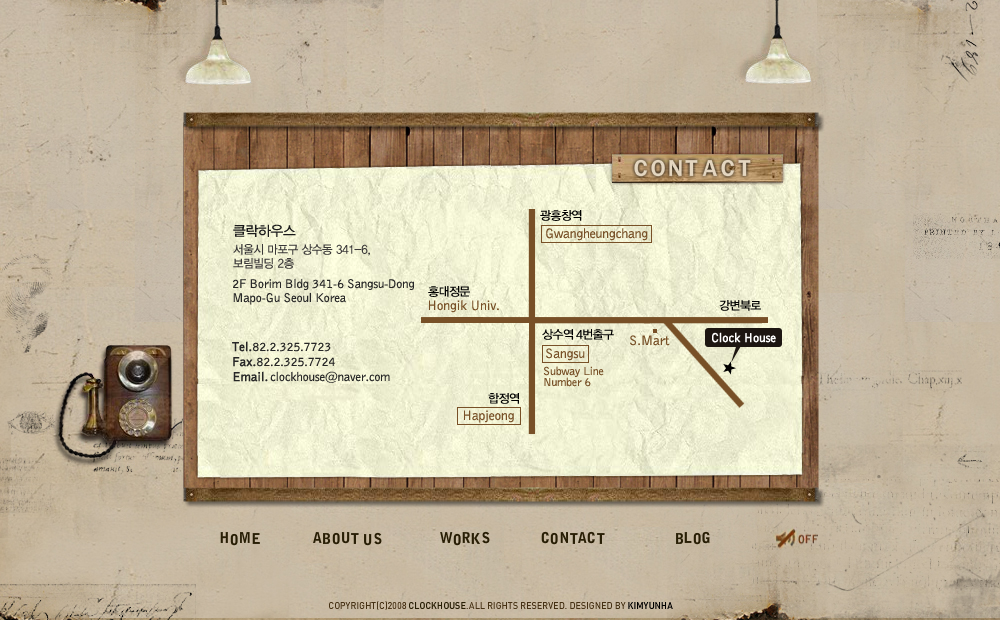 CONTACT
클락하우스
서울시 마포구 상수동 341-6,
보림빌딩 2층
2F Borim Bldg 341-6 Sangsu-Dong
Mapo-Gu Seoul Korea
Tel.82.2.325.7723
Fax.82.2.325.7724
Email.clockhouse@naver.com
광흥창역
Gwangheungchang
홍대정문
Hongik Univ.
강변북로
상수역 4번출구
Sangsu
Subway Line
Number 6
S.Mart
Clock House
합정역
Hapjeong
HOME ABOUT US WORKS CONTACT BLOG OFF
COPYRIGHT(C)2008 CLOCKHOUSE.ALL RIGHTS RESERVED. DESIGNED BY KIMYUNHA